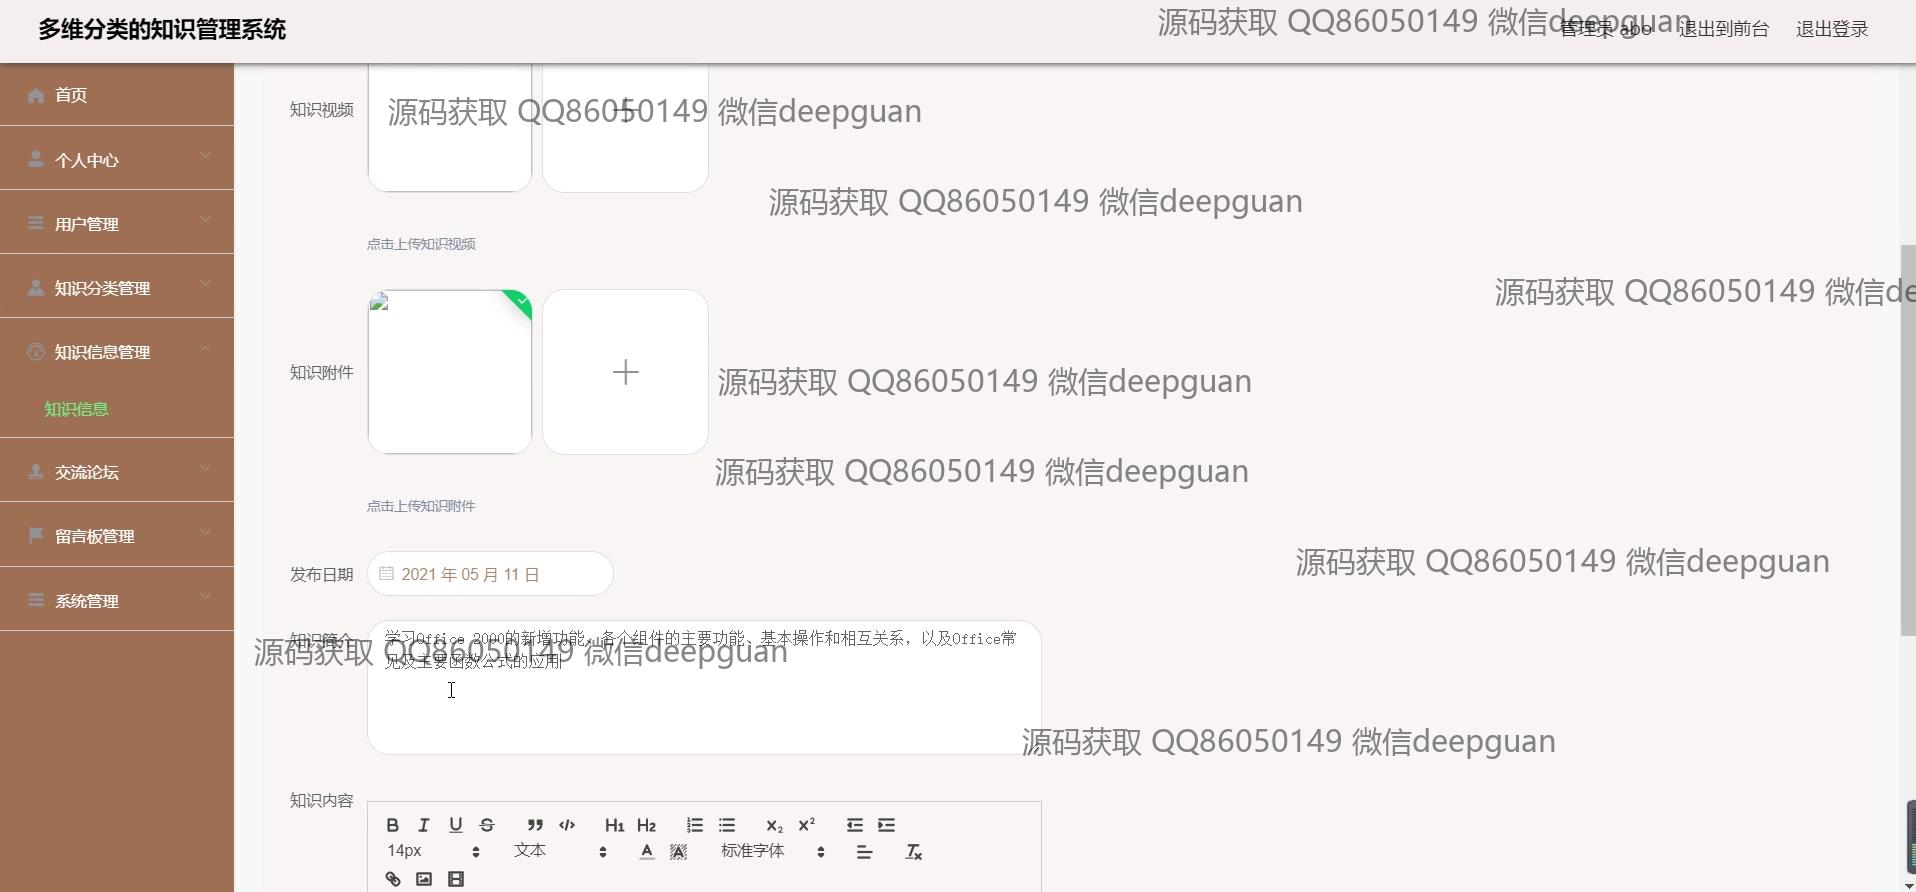 多维分类的知识管理系统
源码获取 QQ86050149 微信deepguan
管理员 abo
退出到前台
退出登录
首页
个人中心
用户管理
知识分类管理
知识信息管理
知识信息
交流论坛
留言板管理
系统管理
知识视频
源码获取 QQ86050149 微信deepguan
源码获取 QQ86050149 微信deepguan
点击上传知识视频
源码获取 QQ86050149 微信de
知识附件
源码获取 QQ86050149 微信deepguan
源码获取 QQ86050149 微信deepguan
点击上传知识附件
源码获取 QQ86050149 微信deepguan
发布日期
2021 年 05 月 11 日
知识简介
学习Office 2000的新增功能、各个组件的主要功能、基本操作和相互关系，以及Office常
见及主要函数公式的应用
源码获取 QQ86050149 微信deepguan
源码获取 QQ86050149 微信deepguan
知识内容
B I U S H1 H2 X2 X2
14px 文本 A A 标准字体 Tx